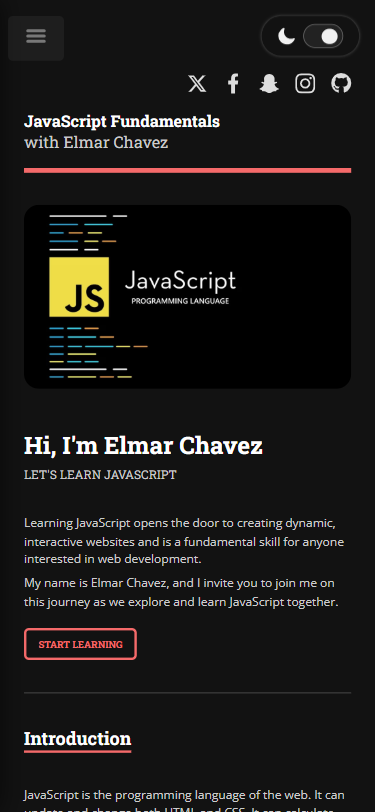 JavaScript Fundamentals
with Elmar Chavez
JS
JavaScript
PROGRAMMING LANGUAGE
Hi, I'm Elmar Chavez
LET'S LEARN JAVASCRIPT
Learning JavaScript opens the door to creating dynamic,
interactive websites and is a fundamental skill for anyone
interested in web development.
My name is Elmar Chavez, and I invite you to join me on
this journey as we explore and learn JavaScript together.
START LEARNING
Introduction
JavaScript is the programming language of the web. It can
update and change both HTML and CSS. It can calculate,